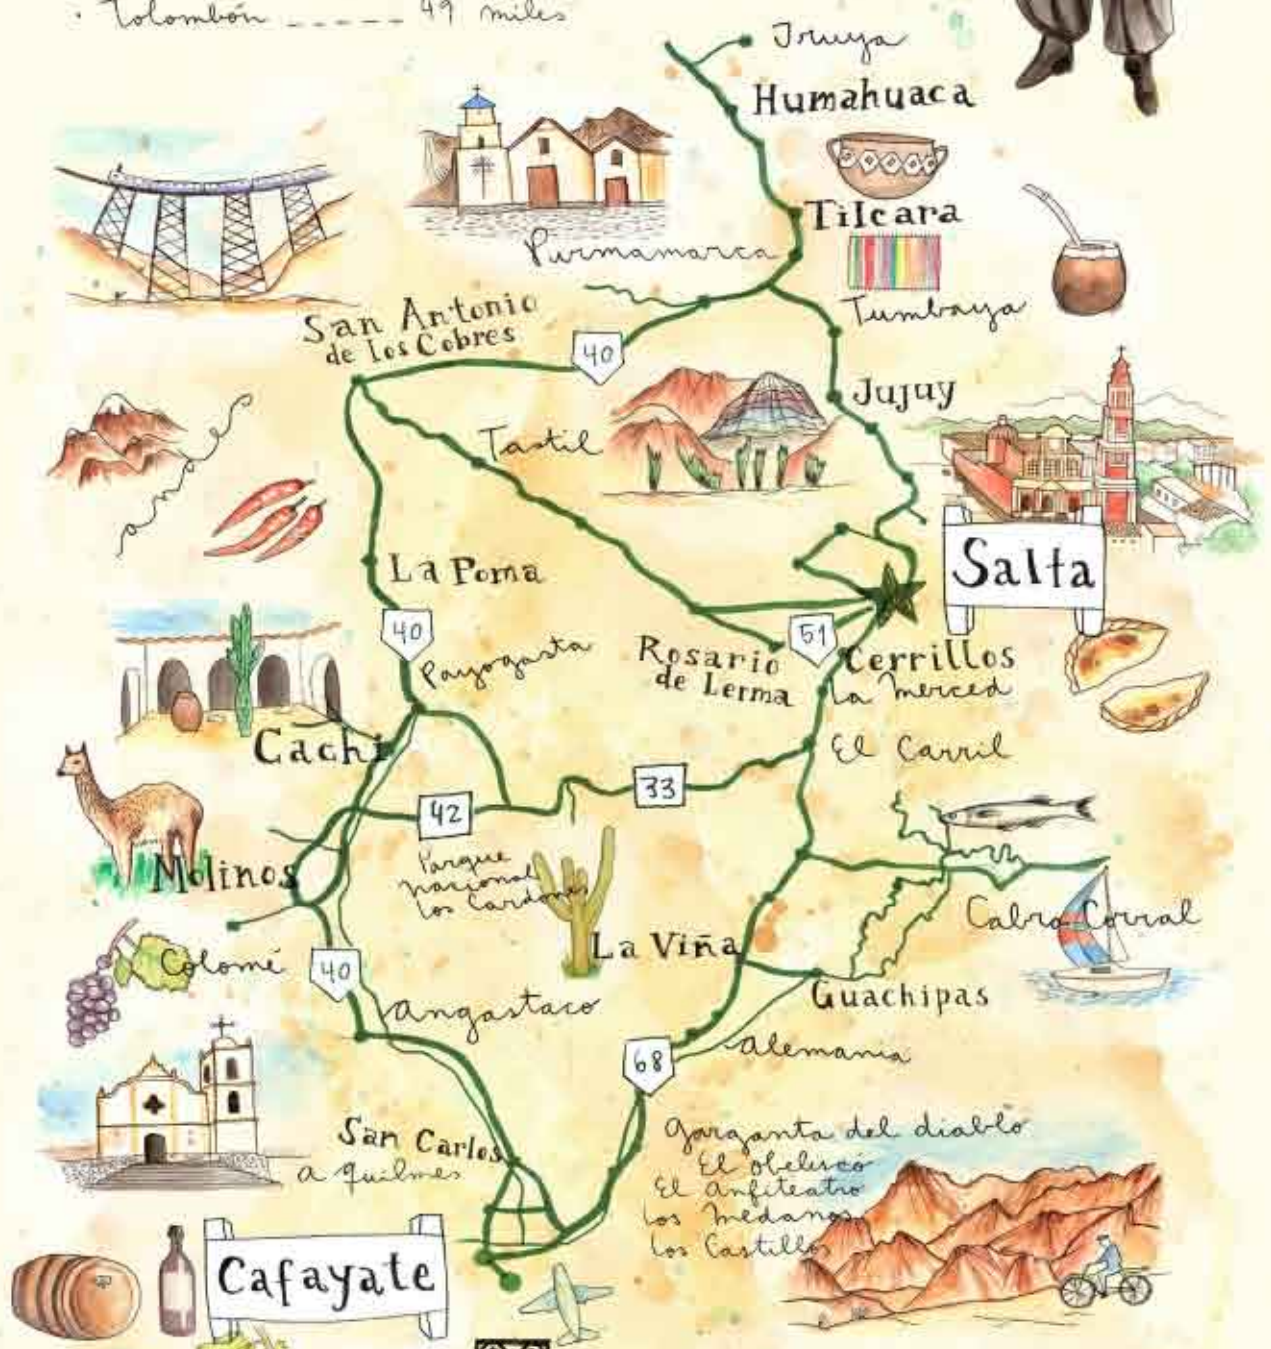 · Tolombón _ _ _ _ _ 49 miles
Iruya
Humahuaca
Tilcara
Purmamarca
Tumbaya
San Antonio
de los Cobres
40
Jujuy
Tastil
andes
Salta
La Poma
40
51
Payogasta
Rosario
de Lerma
Cerrillos
La Merced
Cachi
El Carril
33
42
Molinos
Parque
Nacional
Los Cardones
Cabra Corral
La Viña
Colomé
40
Guachipas
Angastaco
Alemania
68
Garganta del diablo
San Carlos
El Obelisco
a Quilmes
El Anfiteatro
Los Medanos
Los Castillos
Cafayate